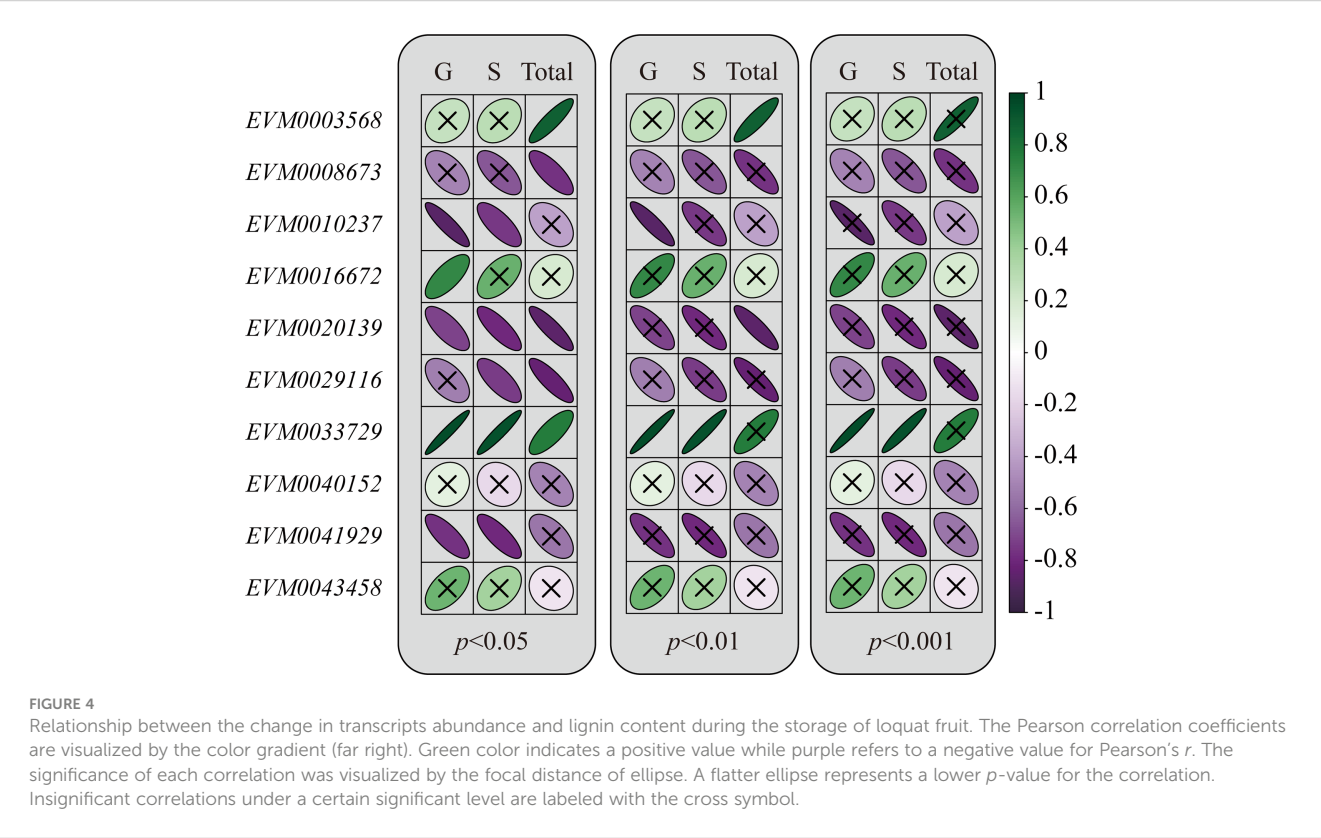 G S Total G S Total G S Total
1
EVM0003568
0.8
EVM0008673
0.6
EVM0010237
0.4
EVM0016672
0.2
EVM0020139
0
EVM0029116
-0.2
EVM0033729
-0.4
EVM0040152
-0.6
EVM0041929
-0.8
EVM0043458
-1
p<0.05 p<0.01 p<0.001
FIGURE 4
Relationship between the change in transcripts abundance and lignin content during the storage of loquat fruit. The Pearson correlation coefficients
are visualized by the color gradient (far right). Green color indicates a positive value while purple refers to a negative value for Pearson's r. The
significance of each correlation was visualized by the focal distance of ellipse. A flatter ellipse represents a lower p-value for the correlation.
Insignificant correlations under a certain significant level are labeled with the cross symbol.